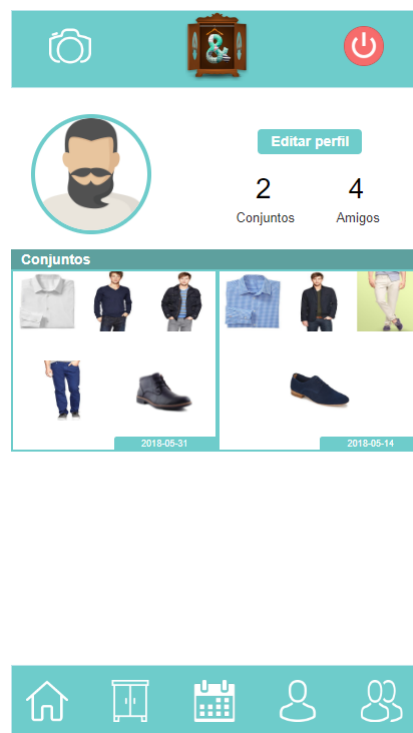 &
Editar perfil
2 4
Conjuntos Amigos
Conjuntos
2018-05-31 2018-05-14